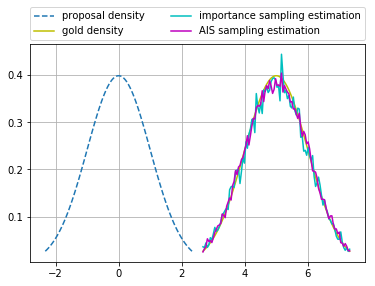 proposal density
gold density
importance sampling estimation
AIS sampling estimation
0.4
0.3
0.2
0.1
−2
0
2
4
6